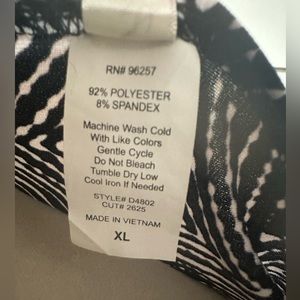 RN# 96257
92% POLYESTER
8% SPANDEX
Machine Wash Cold
With Like Colors
Gentle Cycle
Do Not Bleach
Tumble Dry Low
Cool Iron If Needed
STYLE# D4802
CUT# 2625
MADE IN VIETNAM
XL